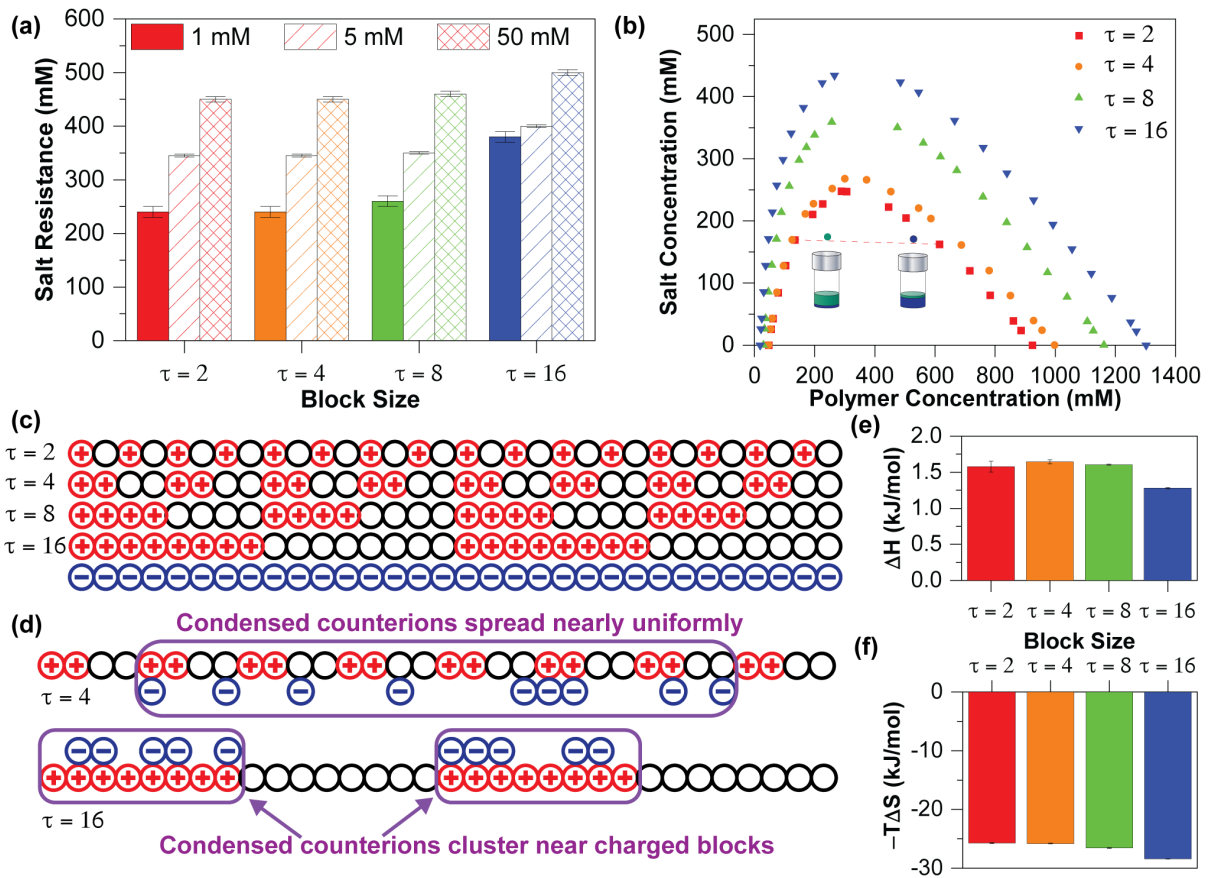 (a)
600
500
400
300
200
100
0
Salt Resistance (mM)
1 mM
5 mM
50 mM
τ = 2
τ = 4
τ = 8
τ = 16
Block Size
(b)
500
400
300
200
100
0
Salt Concentration (mM)
τ = 2
τ = 4
τ = 8
τ = 16
0 200 400 600 800 1000 1200 1400
Polymer Concentration (mM)
(c)
τ = 2
τ = 4
τ = 8
τ = 16
(d)
Condensed counterions spread nearly uniformly
τ = 4
τ = 16
Condensed counterions cluster near charged blocks
(e)
2.0
1.5
1.0
0.5
0.0
ΔH (kJ/mol)
τ = 2
τ = 4
τ = 8
τ = 16
Block Size
(f)
τ = 2
τ = 4
τ = 8
τ = 16
0
-10
-20
-30
−TΔS (kJ/mol)